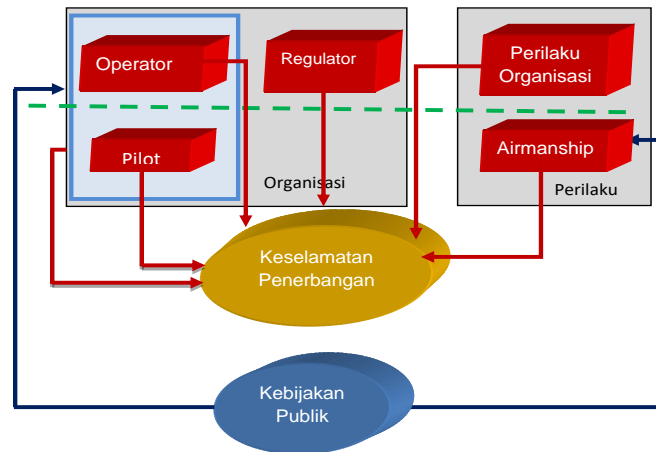 Operator
Regulator
Perilaku
Organisasi
Pilot
Airmanship
Organisasi
Perilaku
Keselamatan
Penerbangan
Kebijakan
Publik